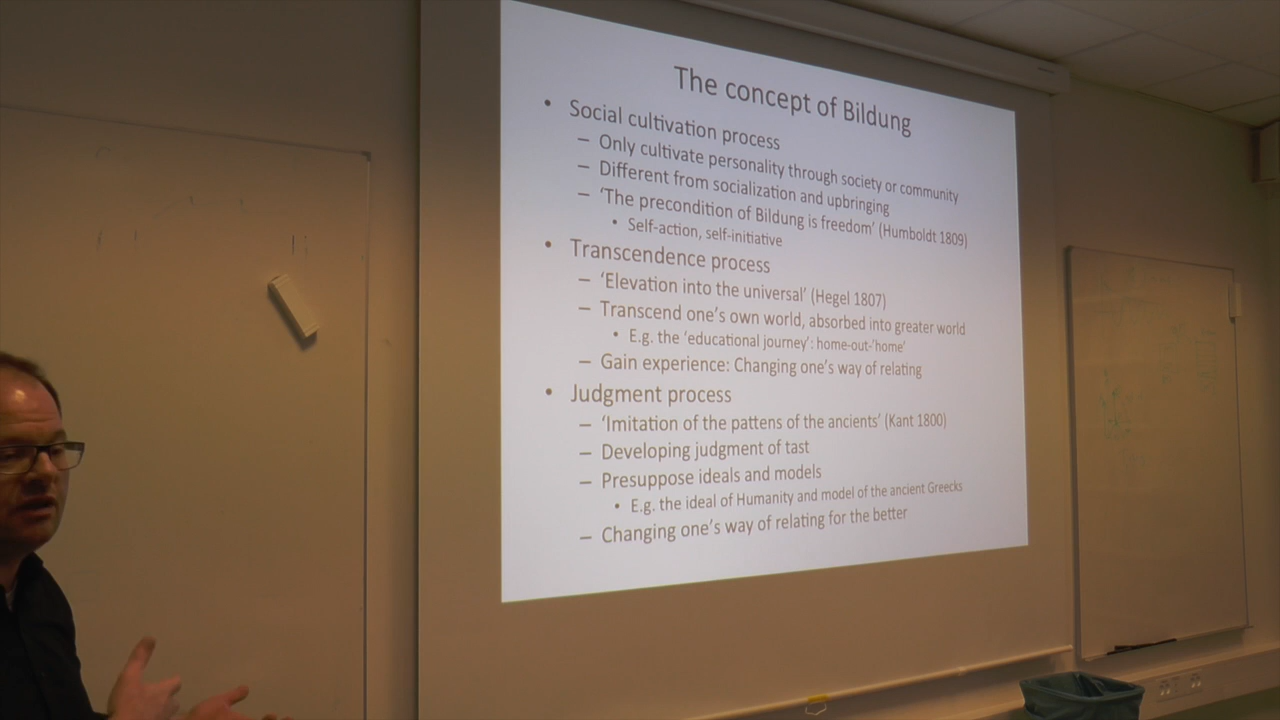 The concept of Bildung
• Social cultivation process
– Only cultivate personality through society or community
– Different from socialization and upbringing
– ‘The precondition of Bildung is freedom’ (Humboldt 1809)
• Self-action, self-initiative
• Transcendence process
– ‘Elevation into the universal’ (Hegel 1807)
– Transcend one’s own world, absorbed into greater world
• E.g. the ‘educational journey’: home-out-’home’
– Gain experience: Changing one’s way of relating
• Judgment process
– ‘Imitation of the pattens of the ancients’ (Kant 1800)
– Developing judgment of tast
– Presuppose ideals and models
• E.g. the ideal of Humanity and model of the ancient Greecks
– Changing one’s way of relating for the better